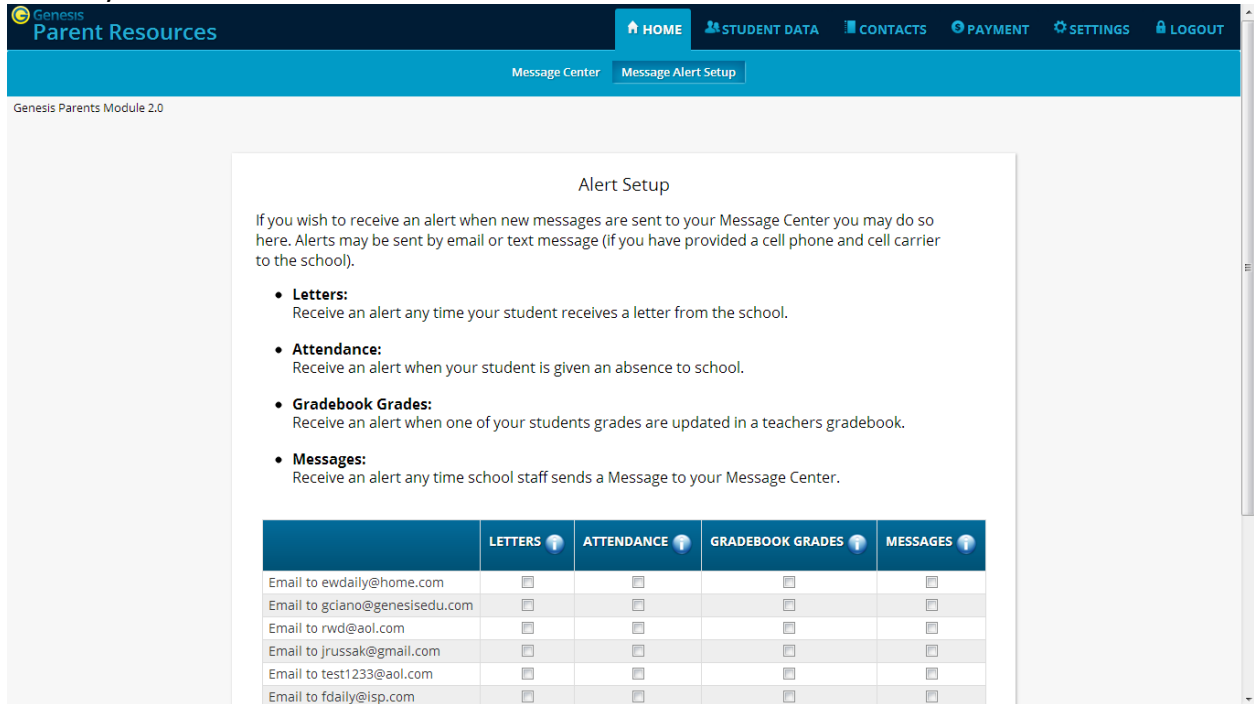 Genesis
Parent Resources
HOME STUDENT DATA CONTACTS PAYMENT SETTINGS LOGOUT
Message Center Message Alert Setup
Genesis Parents Module 2.0
Alert Setup
If you wish to receive an alert when new messages are sent to your Message Center you may do so
here. Alerts may be sent by email or text message (if you have provided a cell phone and cell carrier
to the school).
• Letters:
Receive an alert any time your student receives a letter from the school.
• Attendance:
Receive an alert when your student is given an absence to school.
• Gradebook Grades:
Receive an alert when one of your students grades are updated in a teachers gradebook.
• Messages:
Receive an alert any time school staff sends a Message to your Message Center.
LETTERS ATTENDANCE GRADEBOOK GRADES MESSAGES
Email to ewdaily@home.com
Email to gciano@genesisedu.com
Email to rwd@aol.com
Email to jrussak@gmail.com
Email to test1233@aol.com
Email to fdaily@isp.com